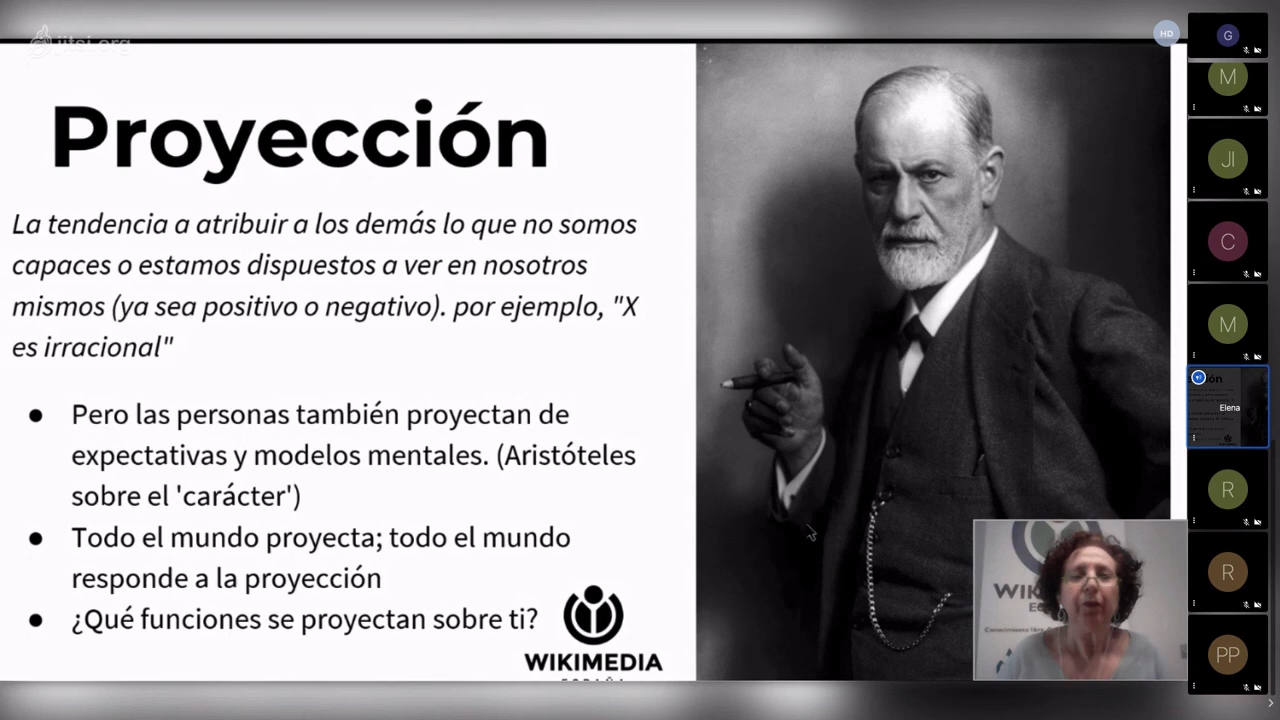 jitsi.org
HD
Proyección
La tendencia a atribuir a los demás lo que no somos
capaces o estamos dispuestos a ver en nosotros
mismos (ya sea positivo o negativo). por ejemplo, "X
es irracional"
● Pero las personas también proyectan de
expectativas y modelos mentales. (Aristóteles
sobre el 'carácter')
● Todo el mundo proyecta; todo el mundo
responde a la proyección
● ¿Qué funciones se proyectan sobre ti?
WIKIMEDIA
WIK
G
M
JI
C
M
Elena
R
R
PP